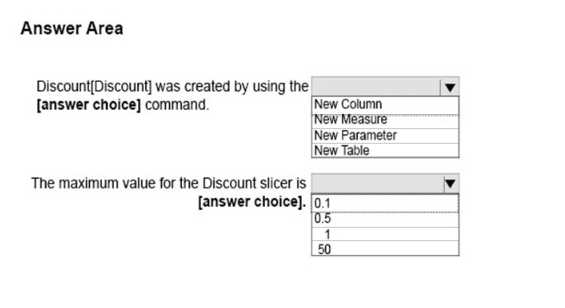 Answer Area
Discount[Discount] was created by using the
[answer choice] command.
New Column
New Measure
New Parameter
New Table
The maximum value for the Discount slicer is
[answer choice].
0.1
0.5
1
50